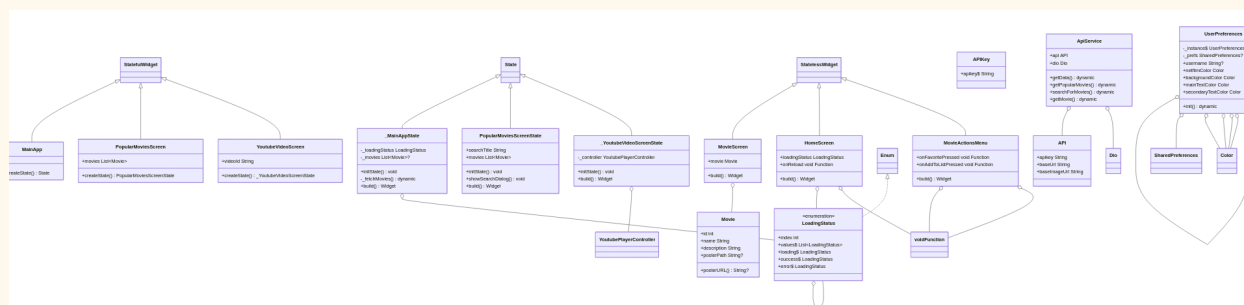 StatefulWidget
MainApp
createState() : State
PopularMoviesScreen
+movies List<Movie>
+createState() : PopularMoviesScreenState
YoutubeVideoScreen
+videoId String
+createState() : _YoutubeVideoScreenState
State
_MainAppState
-_loadingStatus LoadingStatus
-_movies List<Movie>?
+initState() : void
-_fetchMovies() : dynamic
+build() : Widget
PopularMoviesScreenState
+searchTitle String
+movies List<Movie>
+initState() : void
+showSearchDialog() : void
+build() : Widget
_YoutubeVideoScreenState
-_controller YoutubePlayerController
+initState() : void
+build() : Widget
YoutubePlayerController
StatelessWidget
MovieScreen
+movie Movie
+build() : Widget
HomeScreen
+loadingStatus LoadingStatus
+onReload void Function
+build() : Widget
MovieActionsMenu
+onFavoritePressed void Function
+onAddToListPressed void Function
+build() : Widget
Movie
+id int
+name String
+description String
+posterPath String?
+posterURL() : String?
«enumeration»
LoadingStatus
+index int
+values$ List<LoadingStatus>
+loading$ LoadingStatus
+success$ LoadingStatus
+error$ LoadingStatus
Enum
voidFunction
APIKey
+apikey$ String
ApiService
+api API
+dio Dio
+getData() : dynamic
+getPopularMovies() : dynamic
+searchForMovies() : dynamic
+getMovie() : dynamic
API
+apikey String
+baseUrl String
+baseImageUrl String
Dio
UserPreferences
-_instance$ UserPreferences
-_prefs SharedPreferences?
+username String?
+netflimColor Color
+backgroundColor Color
+mainTextColor Color
+secondaryTextColor Color
+init() : dynamic
SharedPreferences
Color